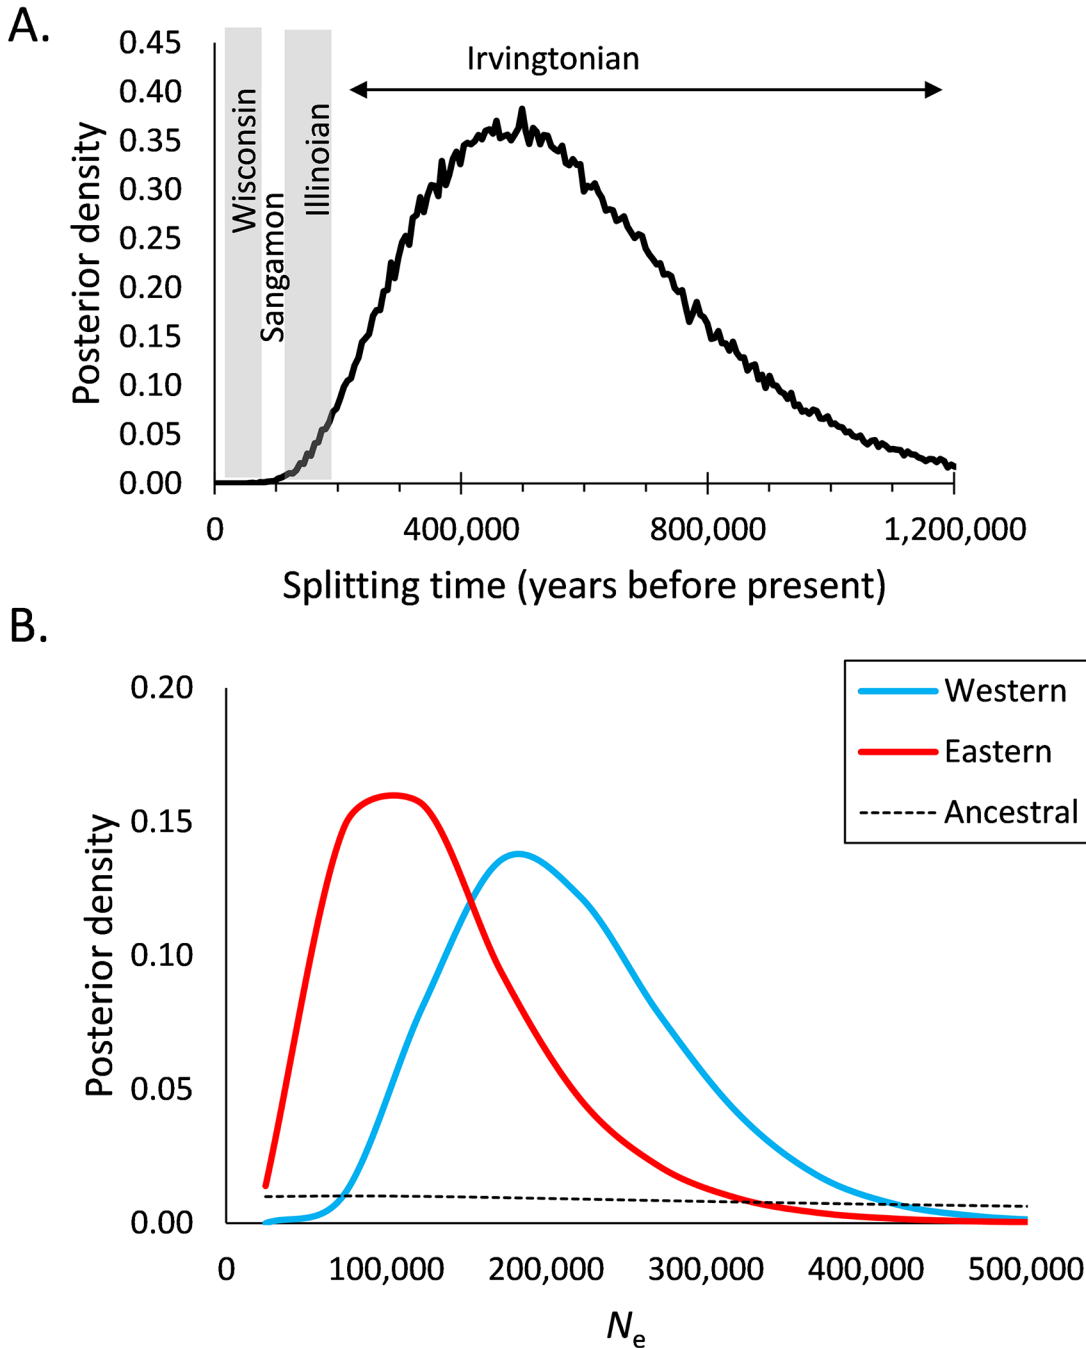 A.
Irvingtonian
Wisconsin
Sangamon
Illinoian
Posterior density
0.45
0.40
0.35
0.30
0.25
0.20
0.15
0.10
0.05
0.00
0
400,000
800,000
1,200,000
Splitting time (years before present)
B.
Western
Eastern
Ancestral
Posterior density
0.20
0.15
0.10
0.05
0.00
0
100,000
200,000
300,000
400,000
500,000
Ne